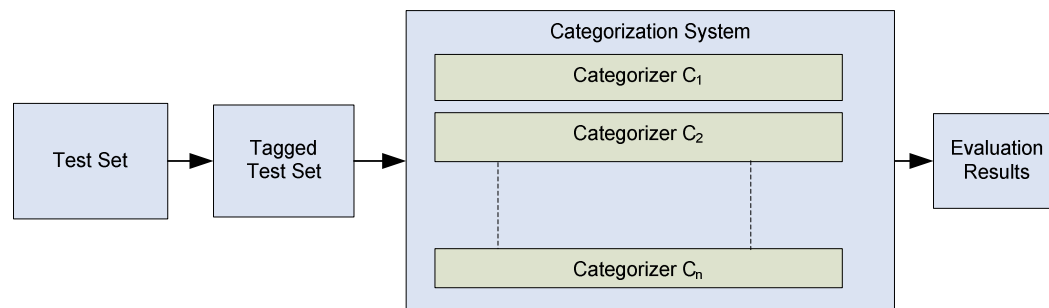 Test Set
Tagged
Test Set
Categorization System
Categorizer C₁
Categorizer C₂
Categorizer Cₙ
Evaluation
Results